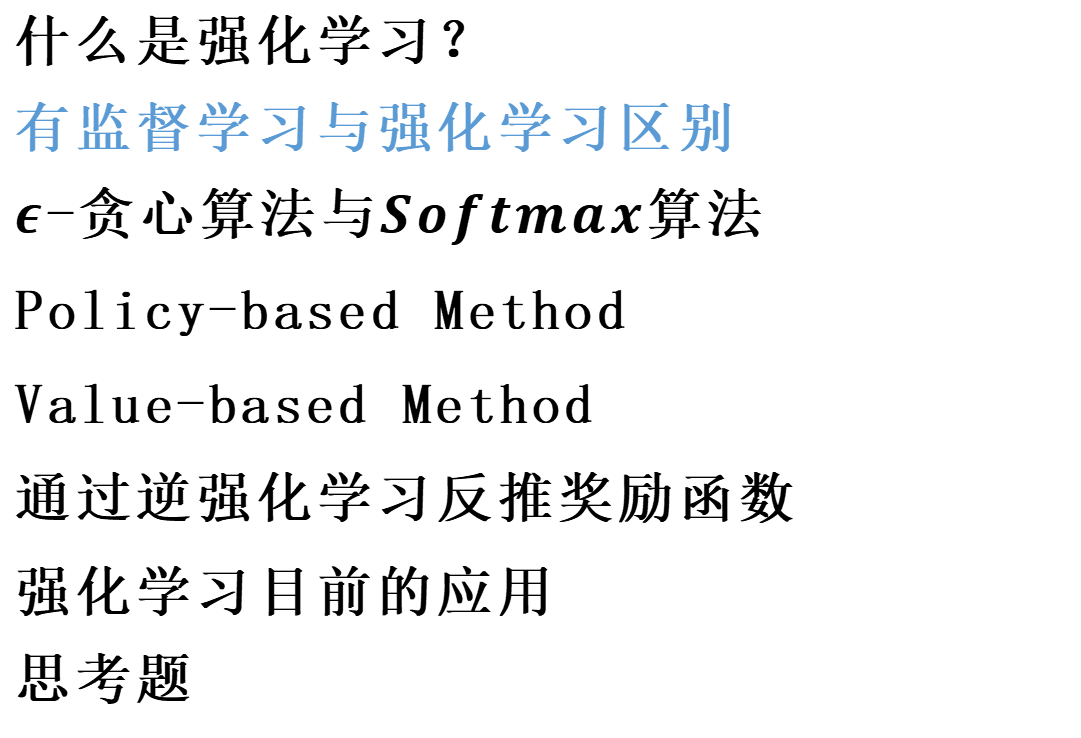 什么是强化学习？
有监督学习与强化学习区别
ϵ-贪心算法与Softmax算法
Policy-based Method
Value-based Method
通过逆强化学习反推奖励函数
强化学习目前的应用
思考题